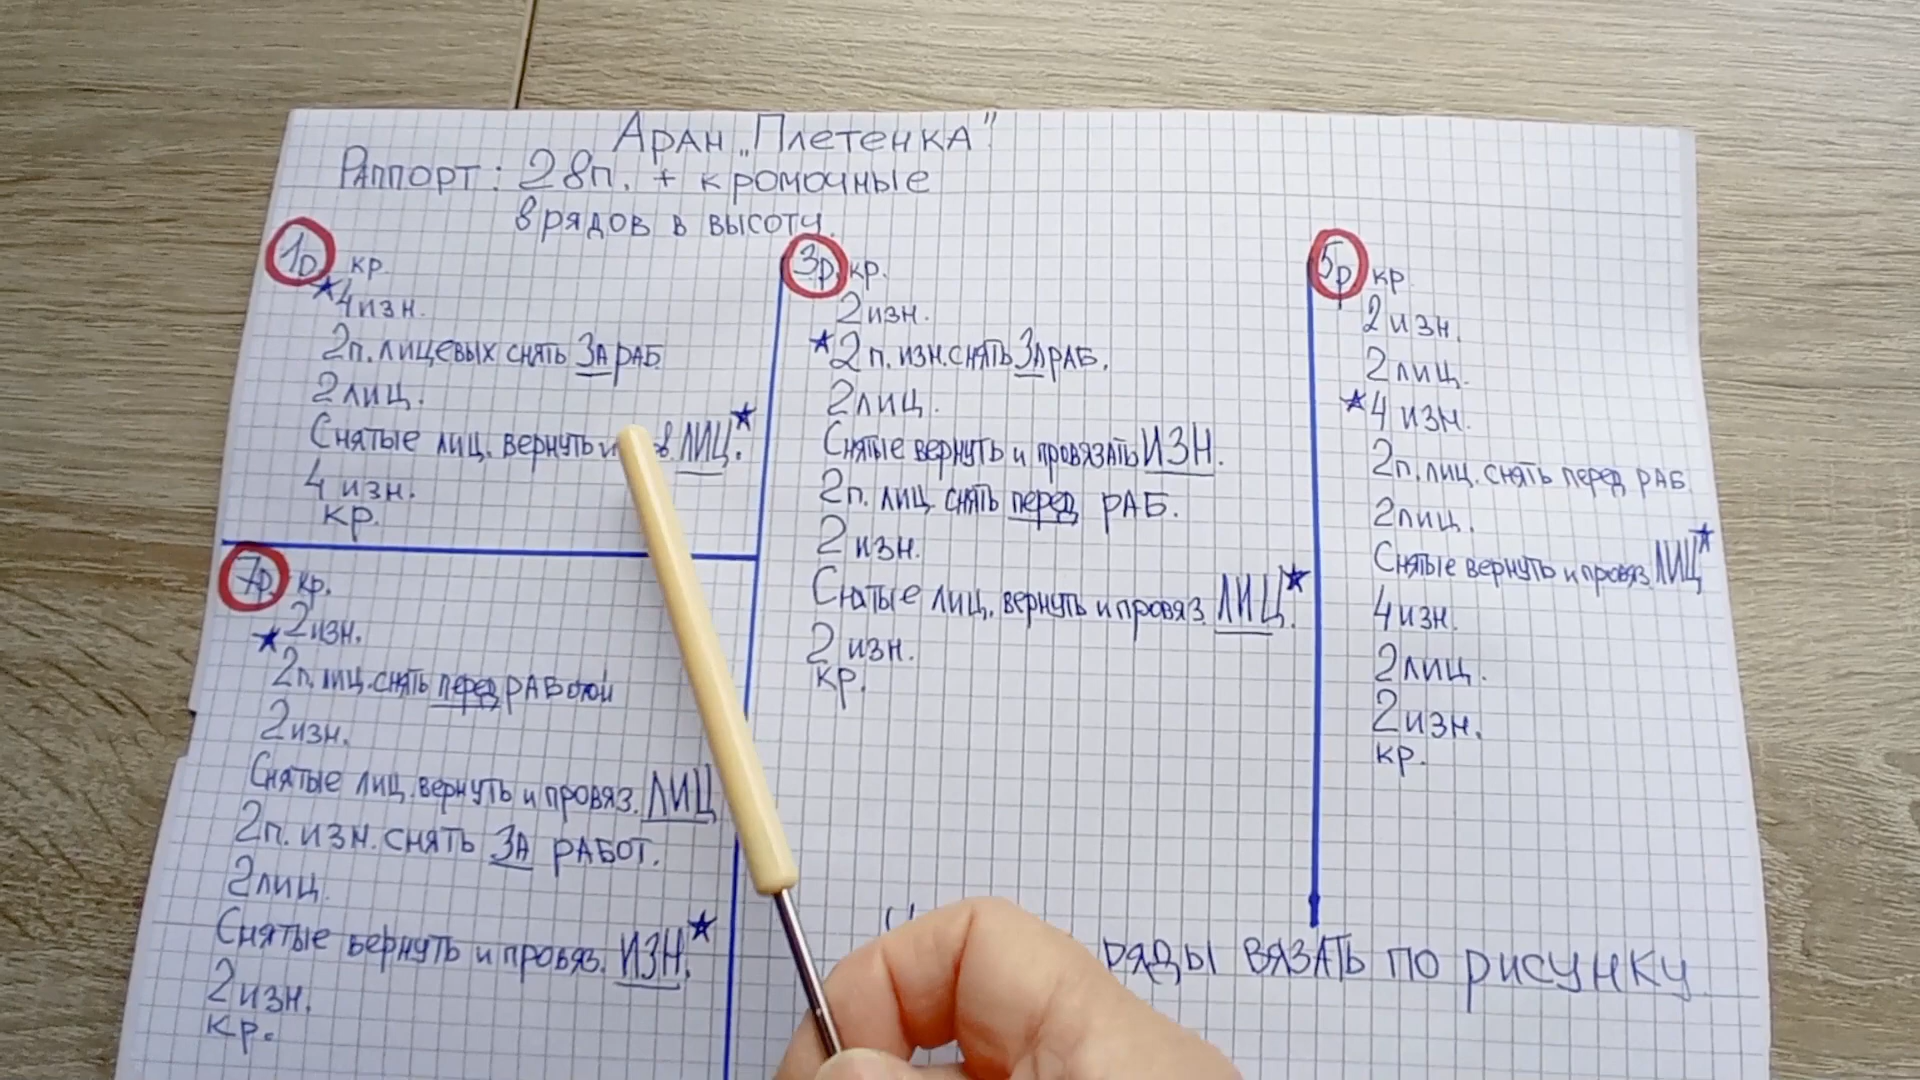 Аран „Плетенка"
Раппорт: 28п. + кромочные
8 рядов в высоту.
1р кр.
*4 изн.
2п. лицевых снять ЗА раб.
2 лиц.
Снятые лиц. вернуть и ЛИЦ.*
4 изн.
кр.
3р. кр.
2 изн.
*2 п. изн. снять ЗА раб.
2 лиц.
Снятые вернуть и провязать ИЗН.
2п. лиц. снять перед РАБ.
2 изн.
Снятые лиц. вернуть и провяз. ЛИЦ.*
2 изн.
кр.
5р кр.
2 изн.
2 лиц.
*4 изн.
2п. лиц. снять перед РАБ.
2 лиц.
Снятые вернуть и провяз. ЛИЦ*
4 изн.
2 лиц.
2 изн.
кр.
7р. кр.
2 изн.
*2п. лиц. снять перед РАБотой
2 изн.
Снятые лиц. вернуть и провяз. ЛИЦ
2п. изн. снять ЗА РАБОТ.
2 лиц.
Снятые вернуть и провяз. ИЗН.*
2 изн.
кр.
ряды вязать по рисунку